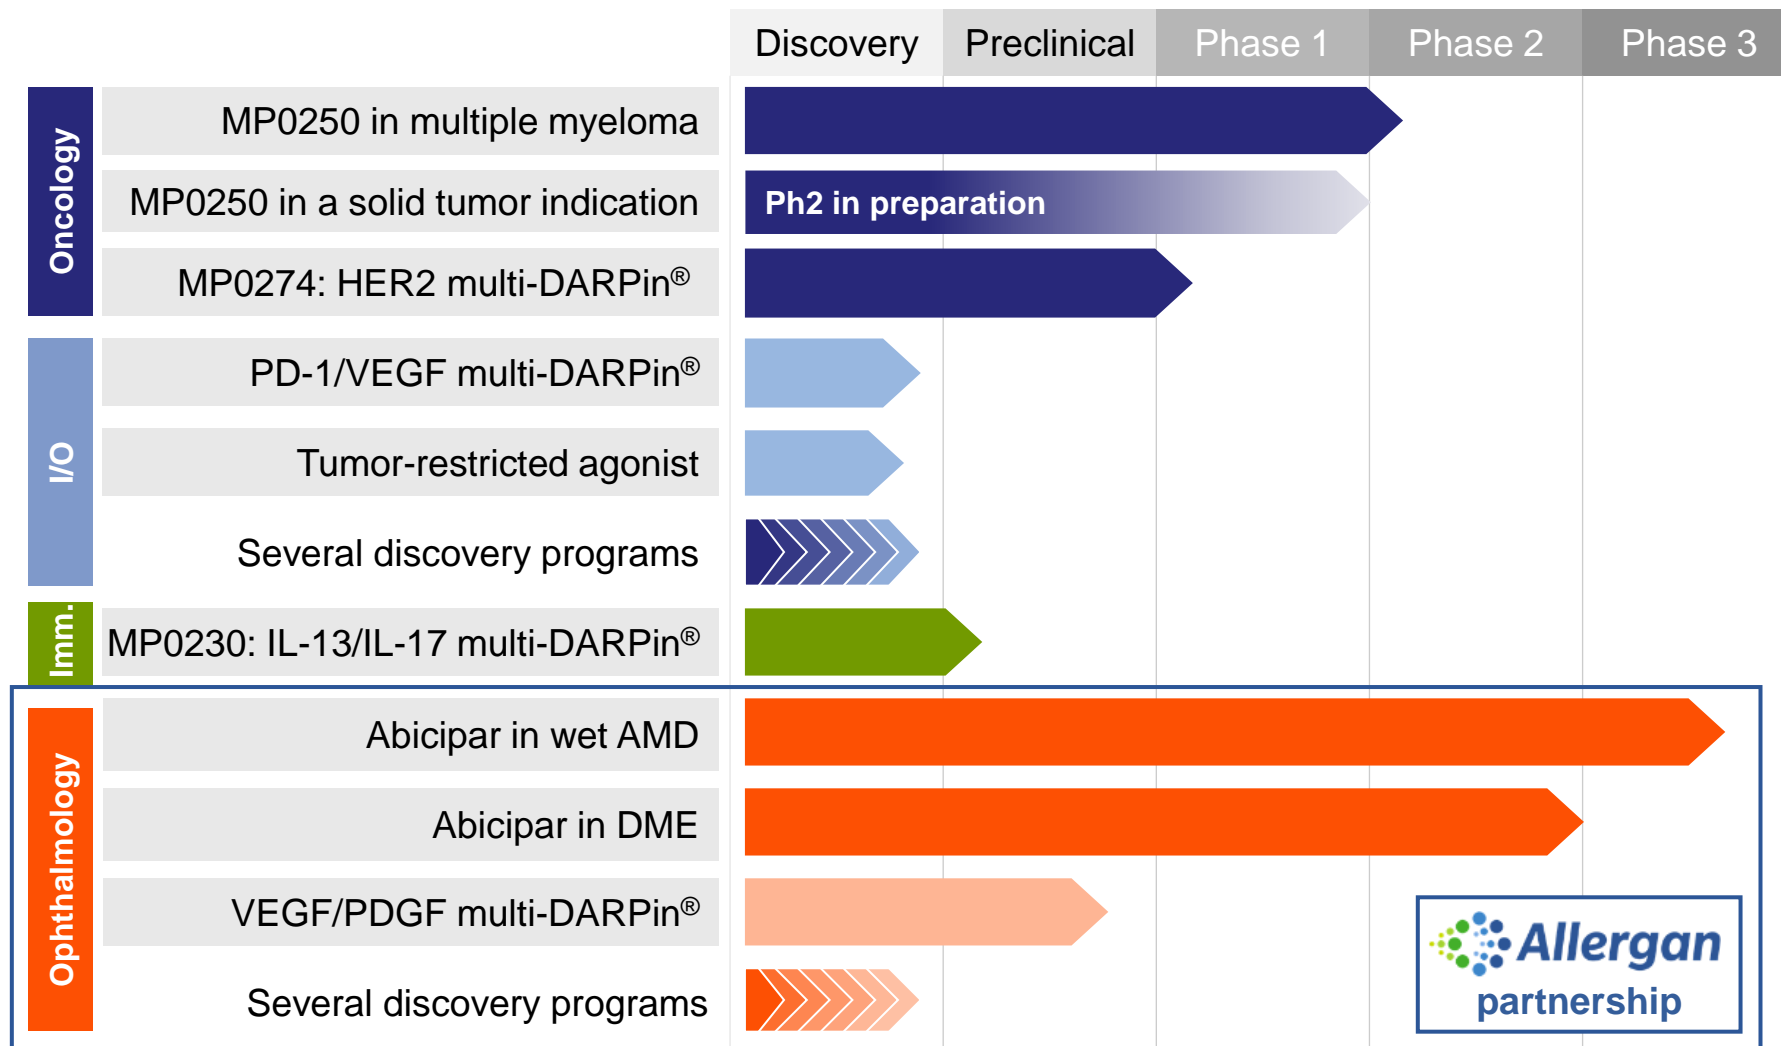 Discovery Preclinical Phase 1 Phase 2 Phase 3
Oncology
MP0250 in multiple myeloma
MP0250 in a solid tumor indication
Ph2 in preparation
MP0274: HER2 multi-DARPin®
I/O
PD-1/VEGF multi-DARPin®
Tumor-restricted agonist
Several discovery programs
Imm.
MP0230: IL-13/IL-17 multi-DARPin®
Ophthalmology
Abicipar in wet AMD
Abicipar in DME
VEGF/PDGF multi-DARPin®
Several discovery programs
Allergan
partnership